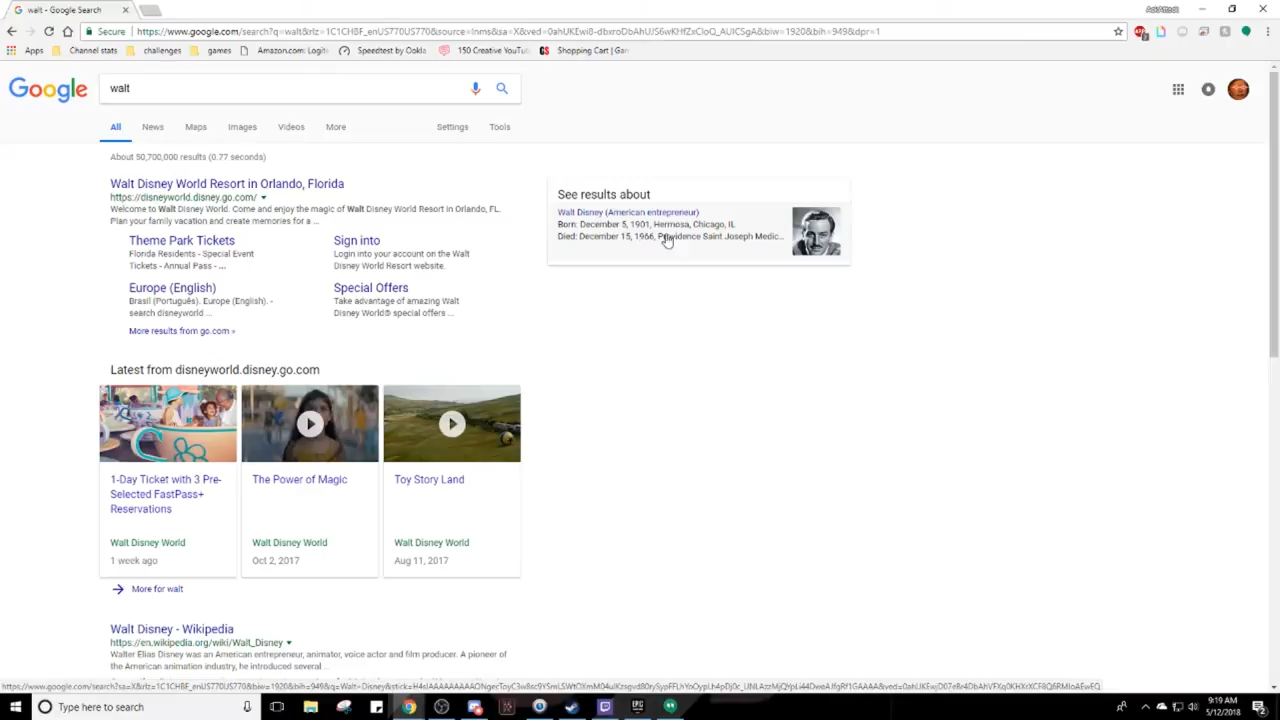 walt - Google Search
Secure
Apps Channel stats challenges games Amazon.com: Logit Speedtest by Ookla 150 Creative YouTu Shopping Cart | Gan
Google
walt
All News Maps Images Videos More Settings Tools
About 50,700,000 results (0.77 seconds)
Walt Disney World Resort in Orlando, Florida
https://disneyworld.disney.go.com/
Welcome to Walt Disney World. Come and enjoy the magic of Walt Disney World Resort in Orlando, FL.
Plan your family vacation and create memories for a ...
Theme Park Tickets
Florida Residents - Special Event
Tickets - Annual Pass - ...
Sign into
Login into your account on the Walt
Disney World Resort website.
Europe (English)
Brasil (Português). Europe (English). -
search disneyworld ...
Special Offers
Take advantage of amazing Walt
Disney World® special offers ...
More results from go.com »
See results about
Walt Disney (American entrepreneur)
Born: December 5, 1901, Hermosa, Chicago, IL
Died: December 15, 1966, Providence Saint Joseph Medic...
Latest from disneyworld.disney.go.com
1-Day Ticket with 3 Pre-
Selected FastPass+
Reservations
Walt Disney World
1 week ago
The Power of Magic
Walt Disney World
Oct 2, 2017
Toy Story Land
Walt Disney World
Aug 11, 2017
More for walt
Walt Disney - Wikipedia
https://en.wikipedia.org/wiki/Walt_Disney
Walter Elias Disney was an American entrepreneur, animator, voice actor and film producer. A pioneer of
the American animation industry, he introduced several ...
Type here to search
9:19 AM
5/12/2018